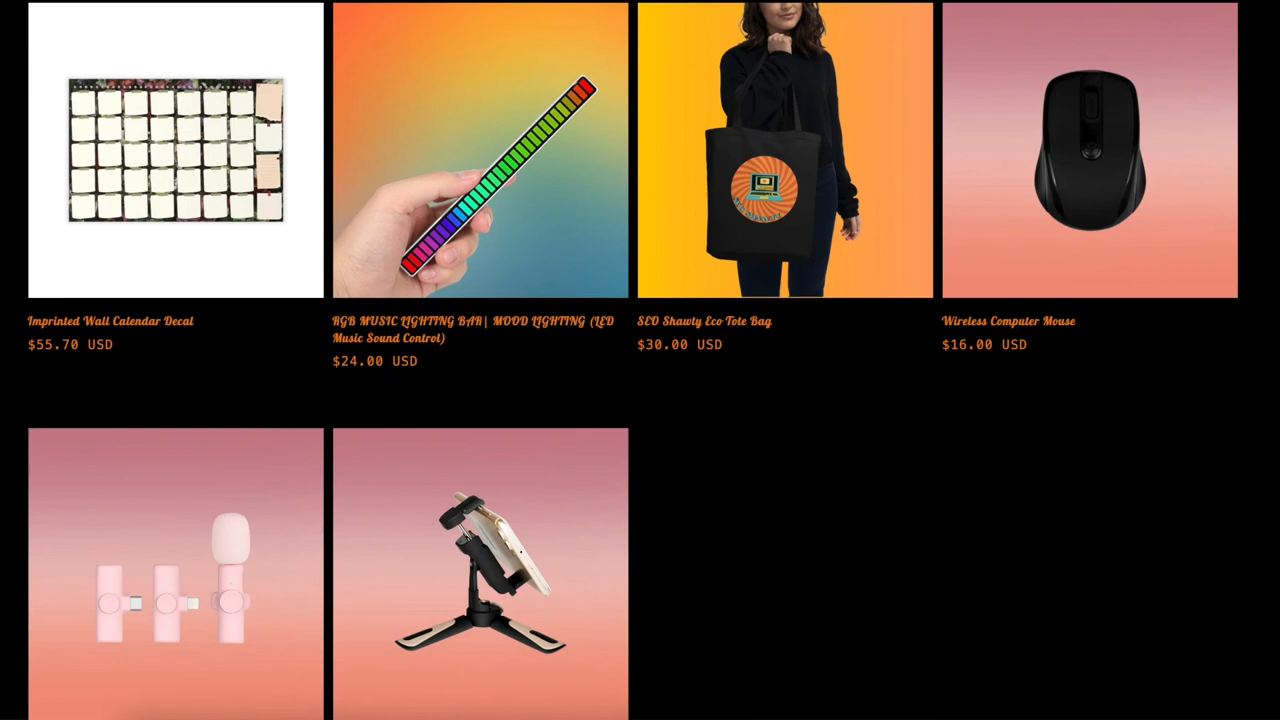 Imprinted Wall Calendar Decal
$55.70 USD
RGB MUSIC LIGHTING BAR| MOOD LIGHTING (LED
Music Sound Control)
$24.00 USD
SEO Shawty Eco Tote Bag
$30.00 USD
Wireless Computer Mouse
$16.00 USD